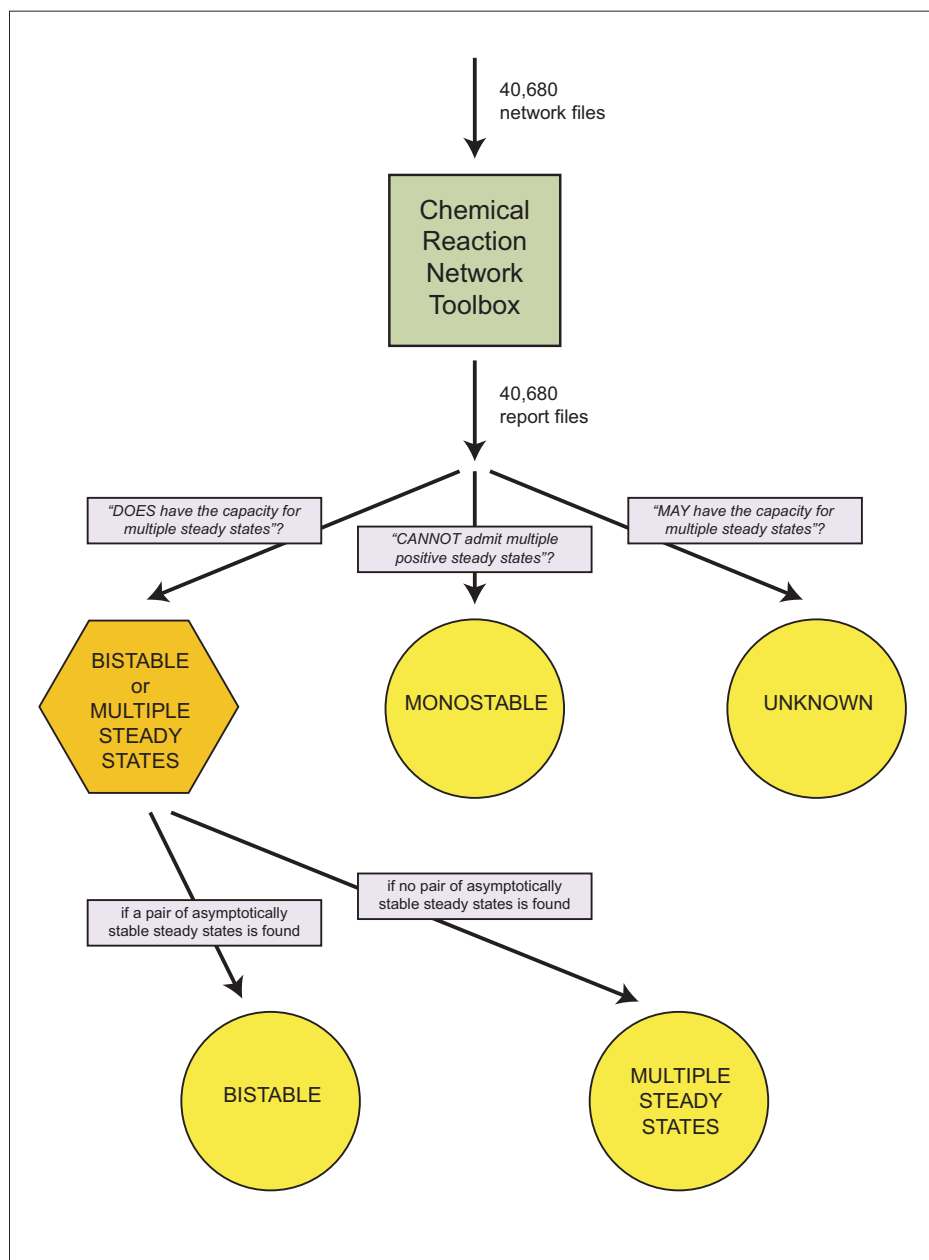 40,680
network files
Chemical
Reaction
Network
Toolbox
40,680
report files
“DOES have the capacity for
multiple steady states”?
“CANNOT admit multiple
positive steady states”?
“MAY have the capacity for
multiple steady states”?
BISTABLE
or
MULTIPLE
STEADY
STATES
MONOSTABLE
UNKNOWN
if a pair of asymptotically
stable steady states is found
if no pair of asymptotically
stable steady states is found
BISTABLE
MULTIPLE
STEADY
STATES